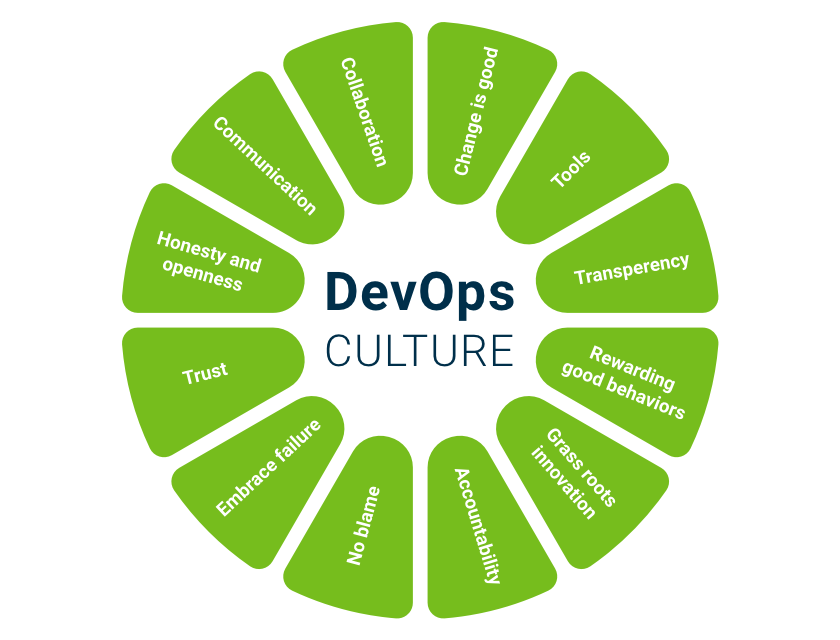 DevOps
CULTURE
Change is good
Tools
Transperency
Rewarding
good behaviors
Grass roots
innovation
Accountability
No blame
Embrace failure
Trust
Honesty and
openness
Communication
Collaboration